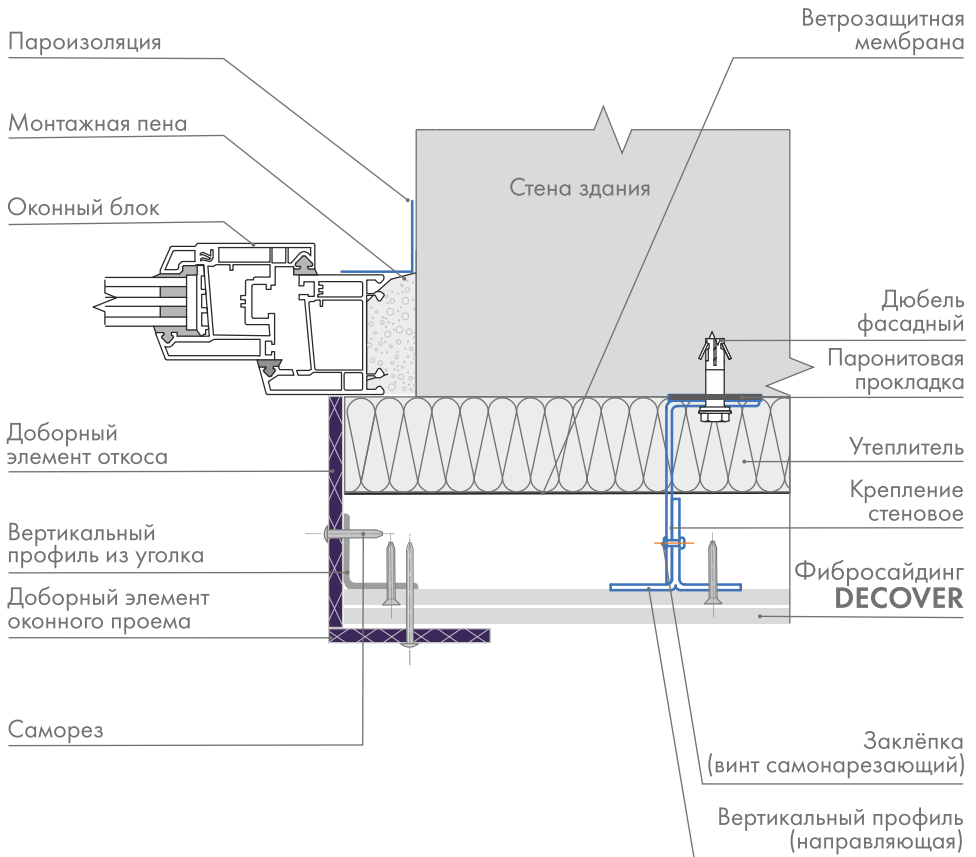 Пароизоляция
Монтажная пена
Оконный блок
Доборный
элемент откоса
Вертикальный
профиль из уголка
Доборный элемент
оконного проема
Саморез
Стена здания
Ветрозащитная
мембрана
Дюбель
фасадный
Паронитовая
прокладка
Утеплитель
Крепление
стеновое
Фибросайдинг
DECOVER
Заклёпка
(винт самонарезающий)
Вертикальный профиль
(направляющая)